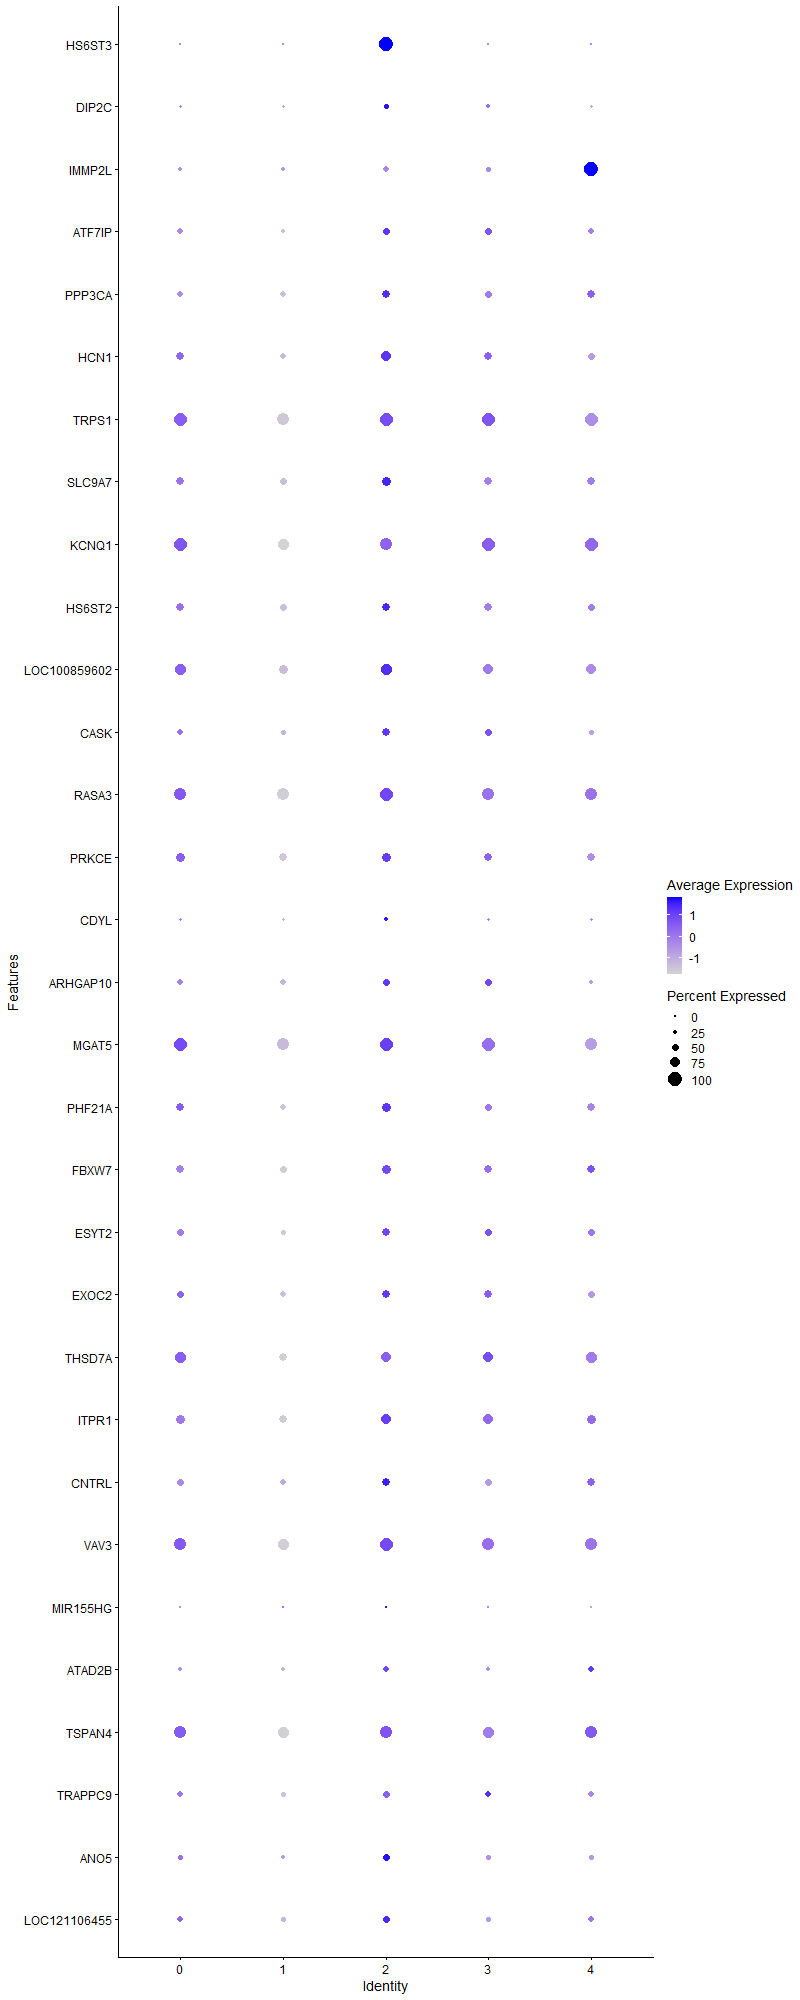 HS6ST3
DIP2C
IMMP2L
ATF7IP
PPP3CA
HCN1
TRPS1
SLC9A7
KCNQ1
HS6ST2
LOC100859602
CASK
RASA3
PRKCE
CDYL
ARHGAP10
MGAT5
PHF21A
FBXW7
ESYT2
EXOC2
THSD7A
ITPR1
CNTRL
VAV3
MIR155HG
ATAD2B
TSPAN4
TRAPPC9
ANO5
LOC121106455
Features
0 1 2 3 4
Identity
Average Expression
1
0
-1
Percent Expressed
0
25
50
75
100